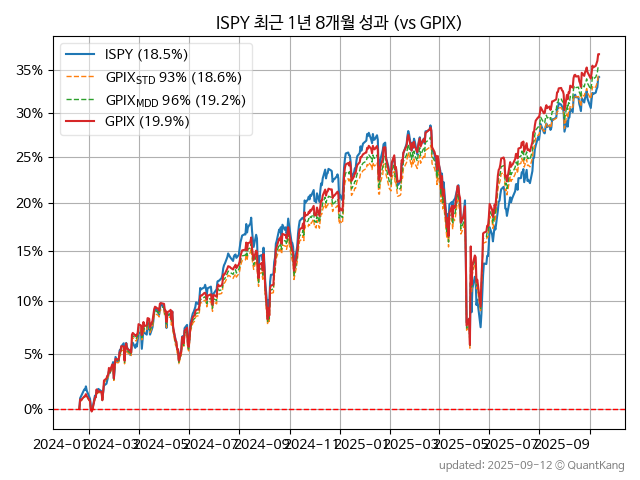 ISPY 최근 1년 8개월 성과 (vs GPIX)
ISPY (18.5%)
GPIXSTD 93% (18.6%)
GPIXMDD 96% (19.2%)
GPIX (19.9%)
35%
30%
25%
20%
15%
10%
5%
0%
2024-01 2024-03 2024-05 2024-07 2024-09 2024-11 2025-01 2025-03 2025-05 2025-07 2025-09
updated: 2025-09-12 © QuantKang